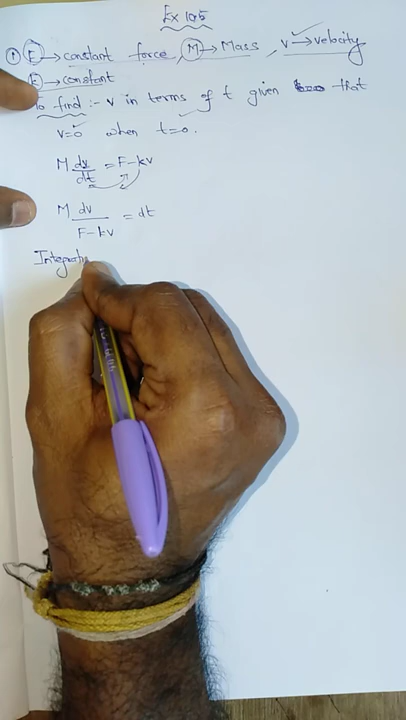 Ex 10.5
① F → constant force, M → Mass, v → velocity
k → constant
To find :- v in terms of t given that
v=0 when t=0.
M dv/dt = F-kv
M dv/F-kv = dt
Integrati